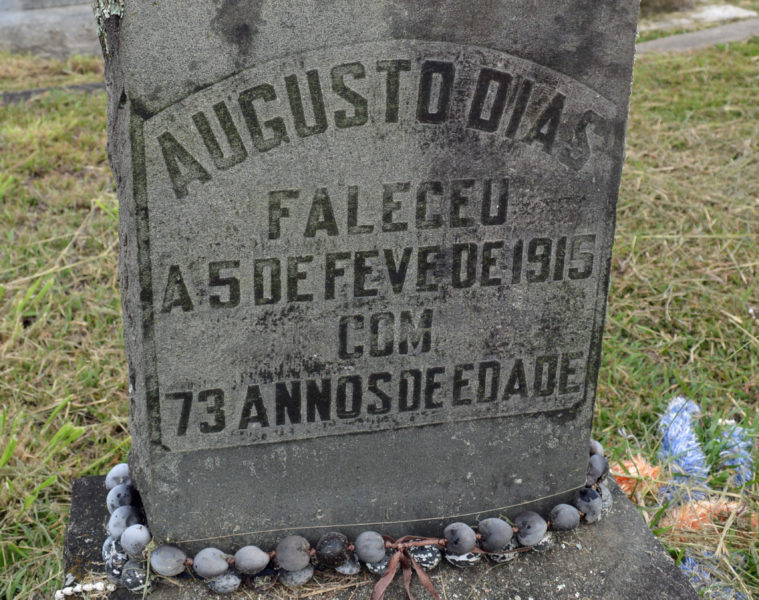 AUGUSTO DIAS
FALECEU
A 5 DE FEVE DE 1915
COM
73 ANNOS DE EDADE